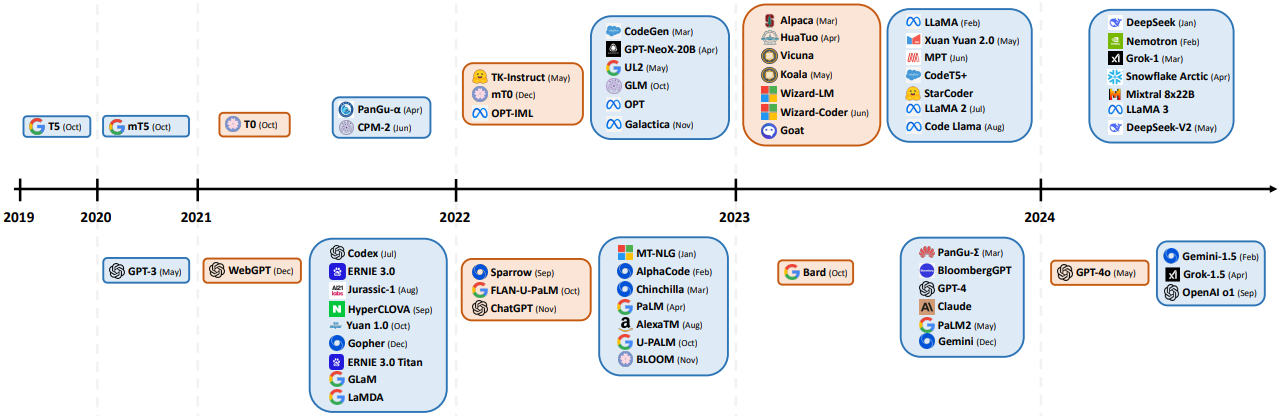 T5 (Oct)
mT5 (Oct)
T0 (Oct)
PanGu-α (Apr)
CPM-2 (Jun)
TK-Instruct (May)
mT0 (Dec)
OPT-IML
CodeGen (Mar)
GPT-NeoX-20B (Apr)
UL2 (May)
GLM (Oct)
OPT
Galactica (Nov)
Alpaca (Mar)
HuaTuo (Apr)
Vicuna
Koala (May)
Wizard-LM
Wizard-Coder (Jun)
Goat
LLaMA (Feb)
Xuan Yuan 2.0 (May)
MPT (Jun)
CodeT5+
StarCoder
LLaMA 2 (Jul)
Code Llama (Aug)
DeepSeek (Jan)
Nemotron (Feb)
Grok-1 (Mar)
Snowflake Arctic (Apr)
Mixtral 8x22B
LLaMA 3
DeepSeek-V2 (May)
2019
2020
2021
2022
2023
2024
GPT-3 (May)
WebGPT (Dec)
Codex (Jul)
ERNIE 3.0
AI21 labs Jurassic-1 (Aug)
HyperCLOVA (Sep)
Yuan 1.0 (Oct)
Gopher (Dec)
ERNIE 3.0 Titan
GLaM
LaMDA
Sparrow (Sep)
FLAN-U-PaLM (Oct)
ChatGPT (Nov)
MT-NLG (Jan)
AlphaCode (Feb)
Chinchilla (Mar)
PaLM (Apr)
AlexaTM (Aug)
U-PALM (Oct)
BLOOM (Nov)
Bard (Oct)
PanGu-Σ (Mar)
BloombergGPT
GPT-4
Claude
PaLM2 (May)
Gemini (Dec)
GPT-4o (May)
Gemini-1.5 (Feb)
Grok-1.5 (Apr)
OpenAI o1 (Sep)